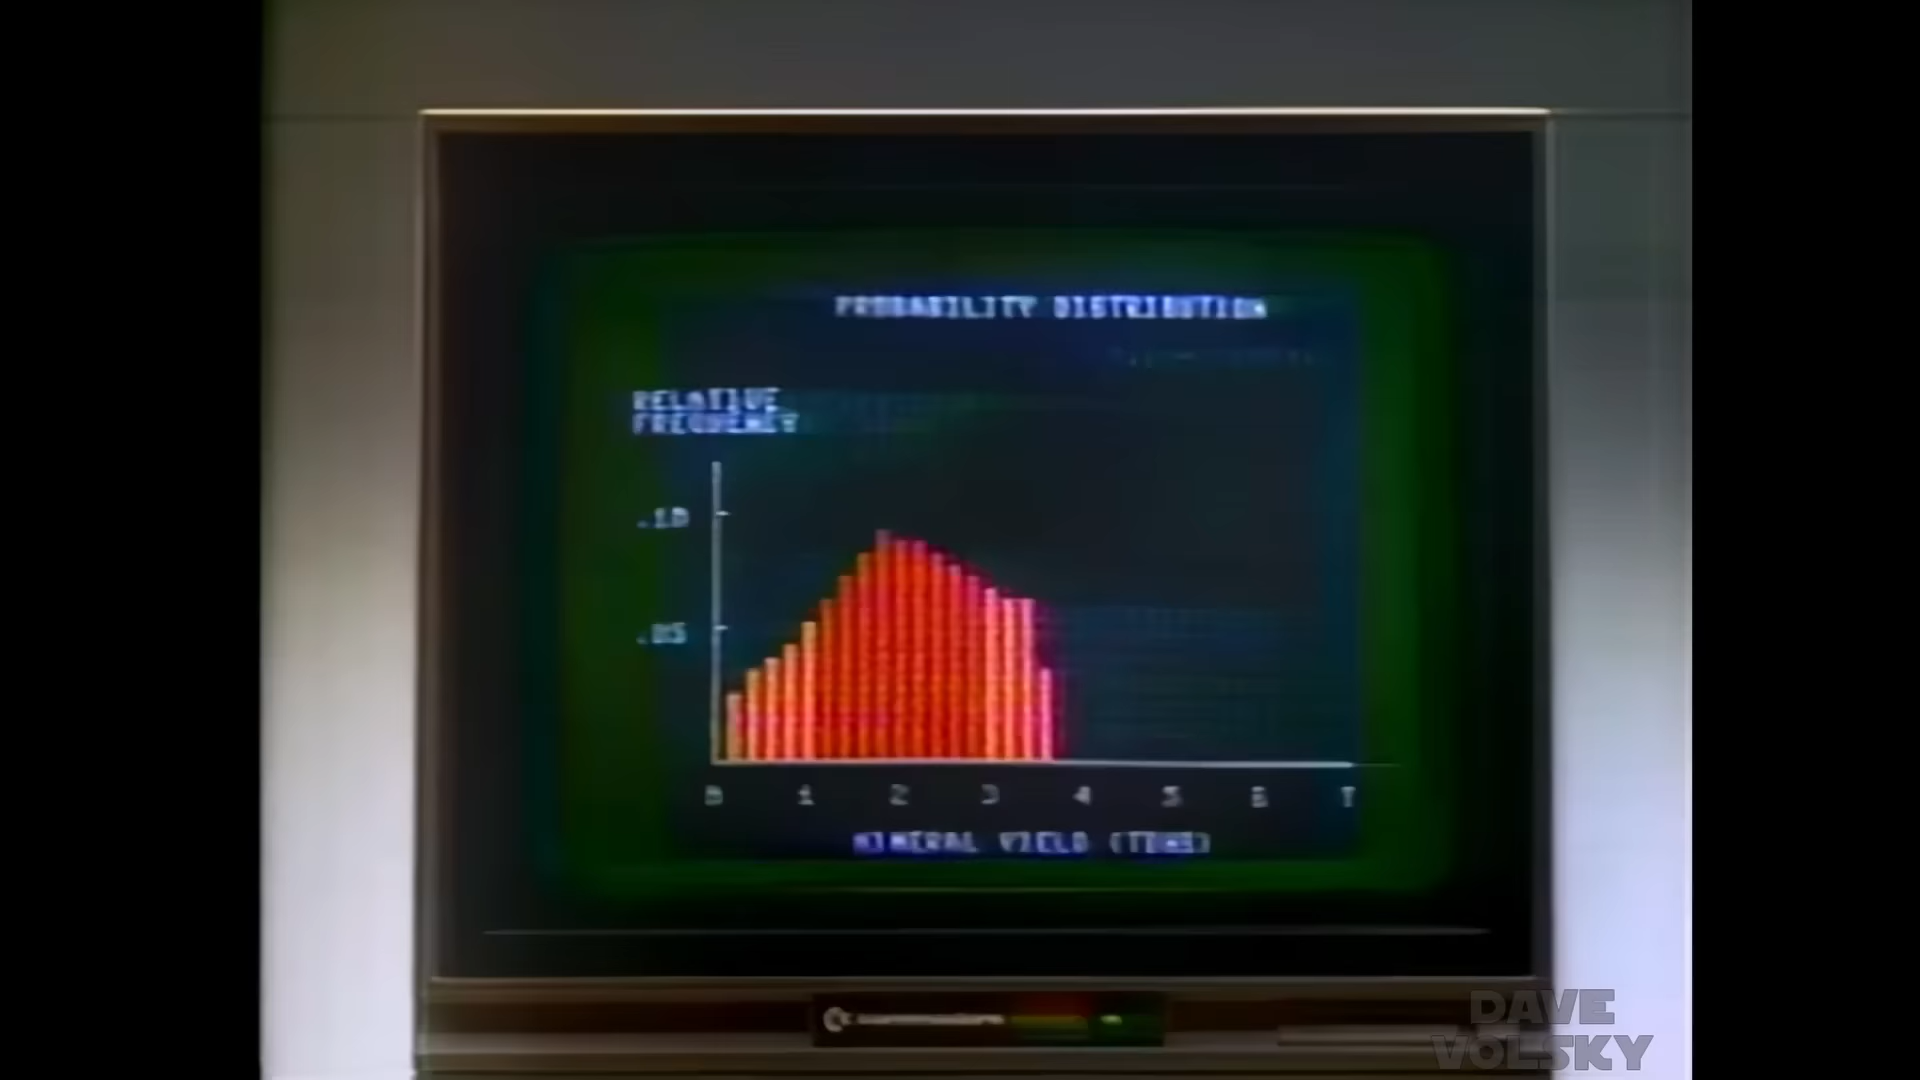 PROBABILITY DISTRIBUTION
RELATIVE
FREQUENCY
.10
.05
0 1 2 3 4 5 6 7
MINERAL YIELD (TONS)
commodore
DAVE
VOLSKY